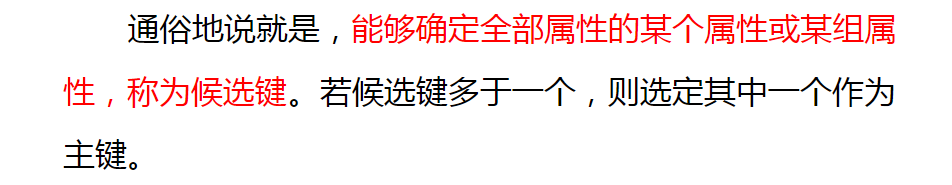 通俗地说就是，能够确定全部属性的某个属性或某组属
性，称为候选键。若候选键多于一个，则选定其中一个作为
主键。